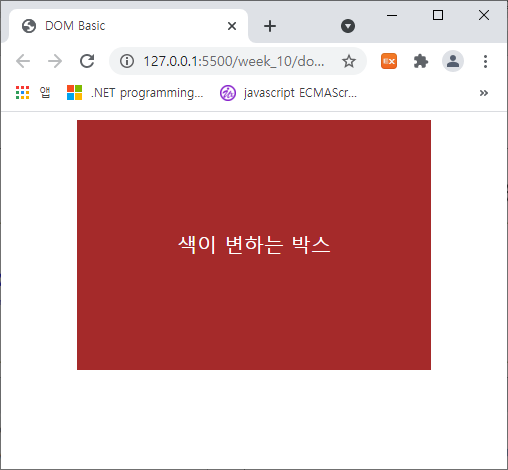 DOM Basic
127.0.0.1:5500/week_10/do...
앱 .NET programming... javascript ECMAScr...
색이 변하는 박스